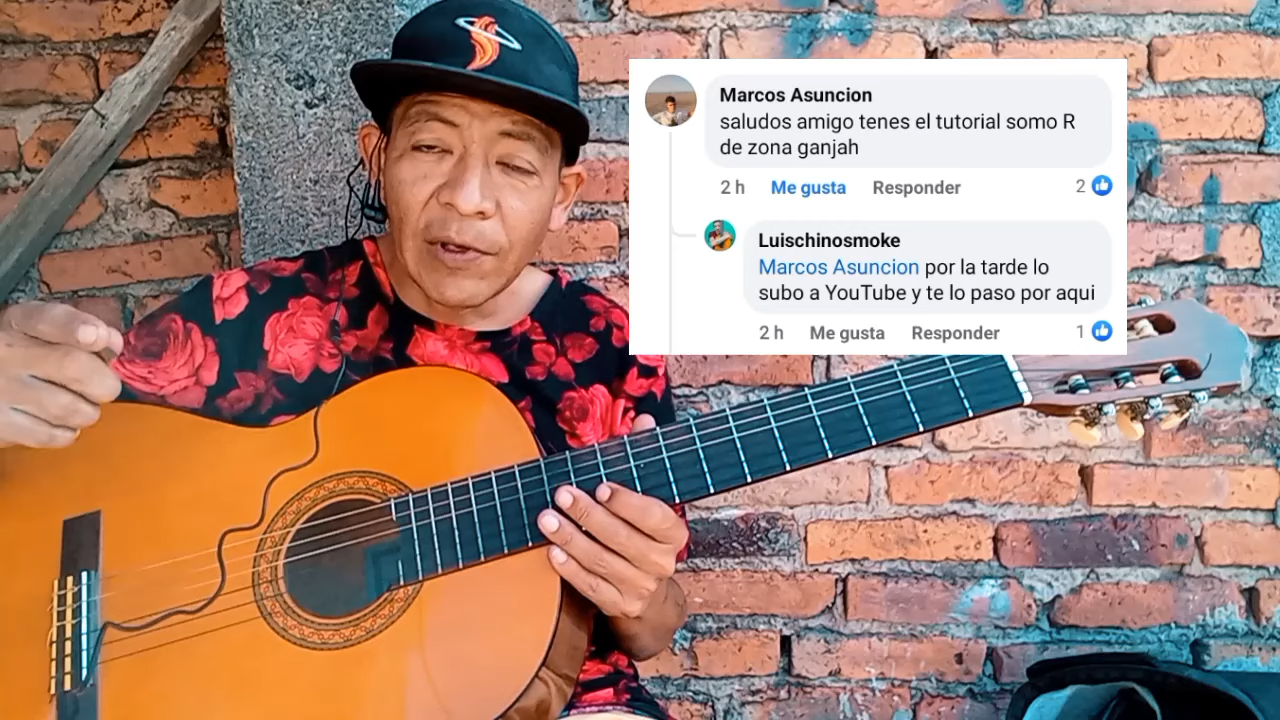 Marcos Asuncion
saludos amigo tenes el tutorial somo R
de zona ganjah
2 h Me gusta Responder 2
Luischinosmoke
Marcos Asuncion por la tarde lo
subo a YouTube y te lo paso por aqui
2 h Me gusta Responder 1